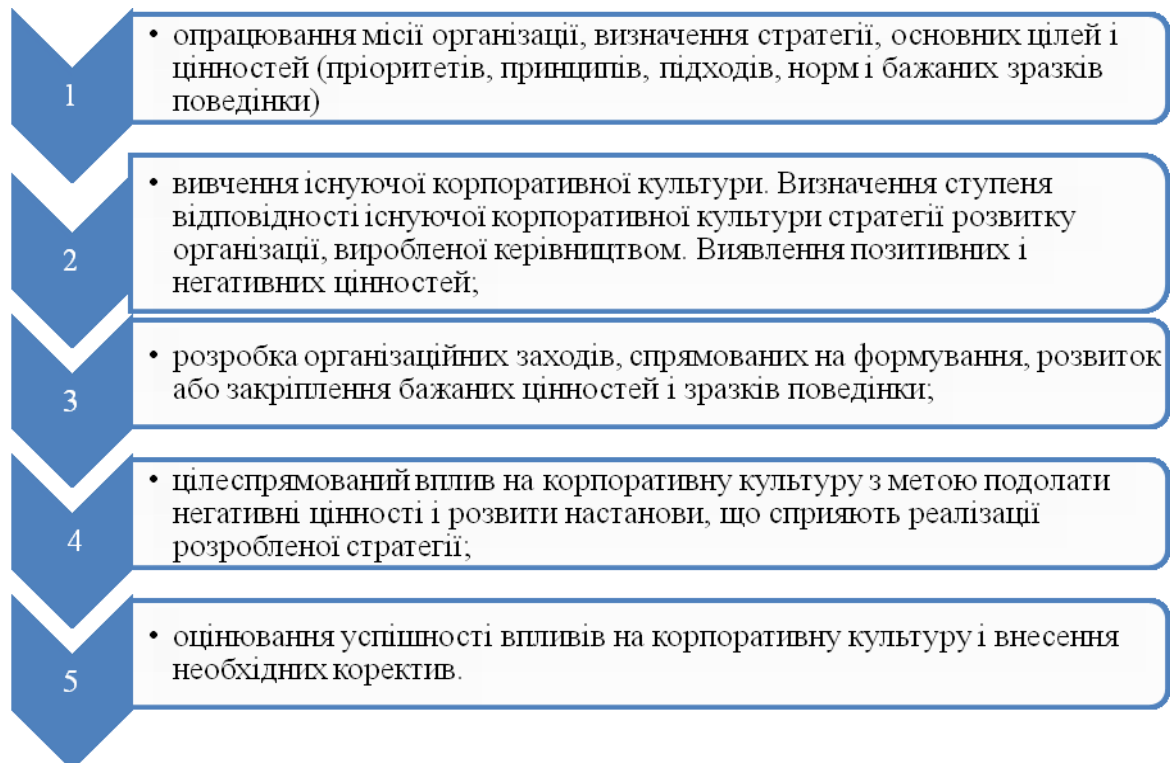 1
• опрацювання місії організації, визначення стратегії, основних цілей і
цінностей (пріоритетів, принципів, підходів, норм і бажаних зразків
поведінки)
2
• вивчення існуючої корпоративної культури. Визначення ступеня
відповідності існуючої корпоративної культури стратегії розвитку
організації, виробленої керівництвом. Виявлення позитивних і
негативних цінностей;
3
• розробка організаційних заходів, спрямованих на формування, розвиток
або закріплення бажаних цінностей і зразків поведінки;
4
• цілеспрямований вплив на корпоративну культуру з метою подолати
негативні цінності і розвити настанови, що сприяють реалізації
розробленої стратегії;
5
• оцінювання успішності впливів на корпоративну культуру і внесення
необхідних коректив.